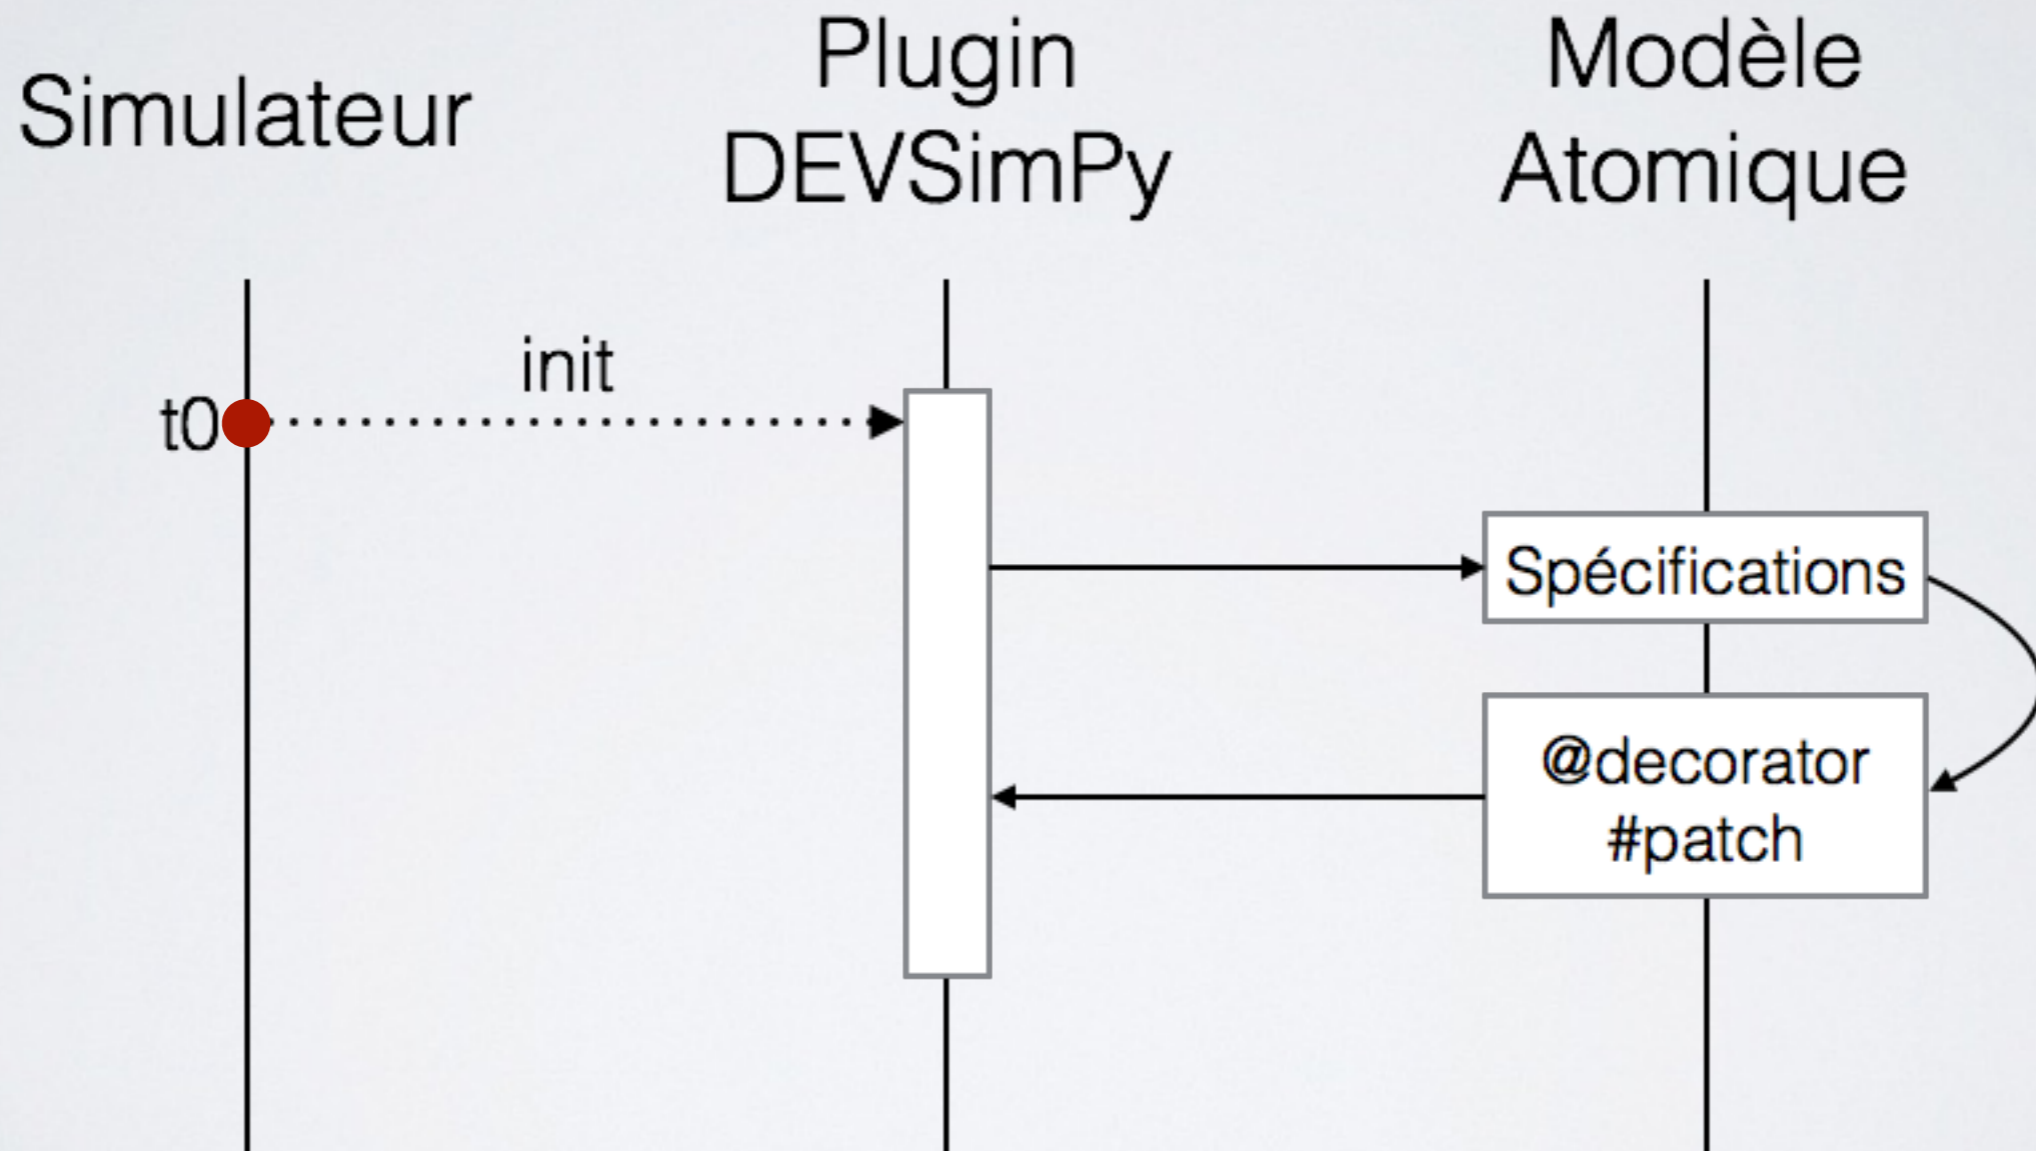 Simulateur
Plugin
DEVSimPy
Modèle
Atomique
init
t0
Spécifications
@decorator
#patch